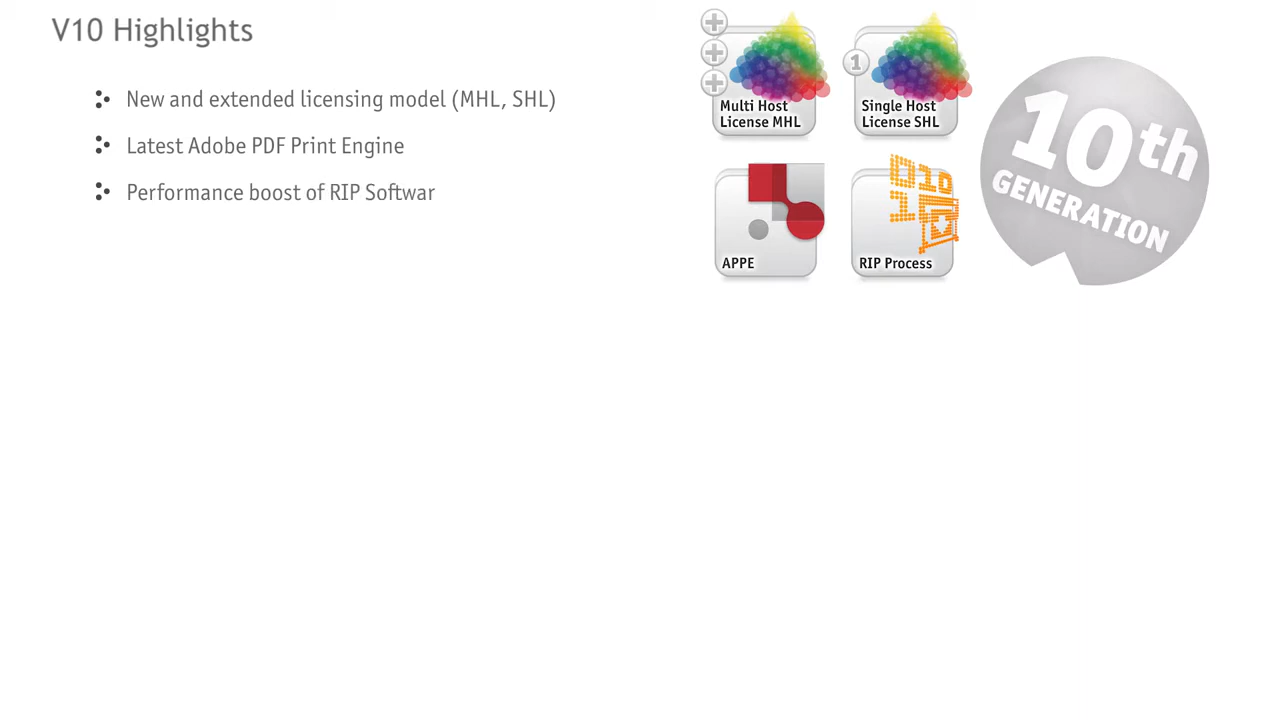 V10 Highlights
New and extended licensing model (MHL, SHL)
Latest Adobe PDF Print Engine
Performance boost of RIP Softwar
Multi Host
License MHL
1
Single Host
License SHL
APPE
RIP Process
10th
GENERATION